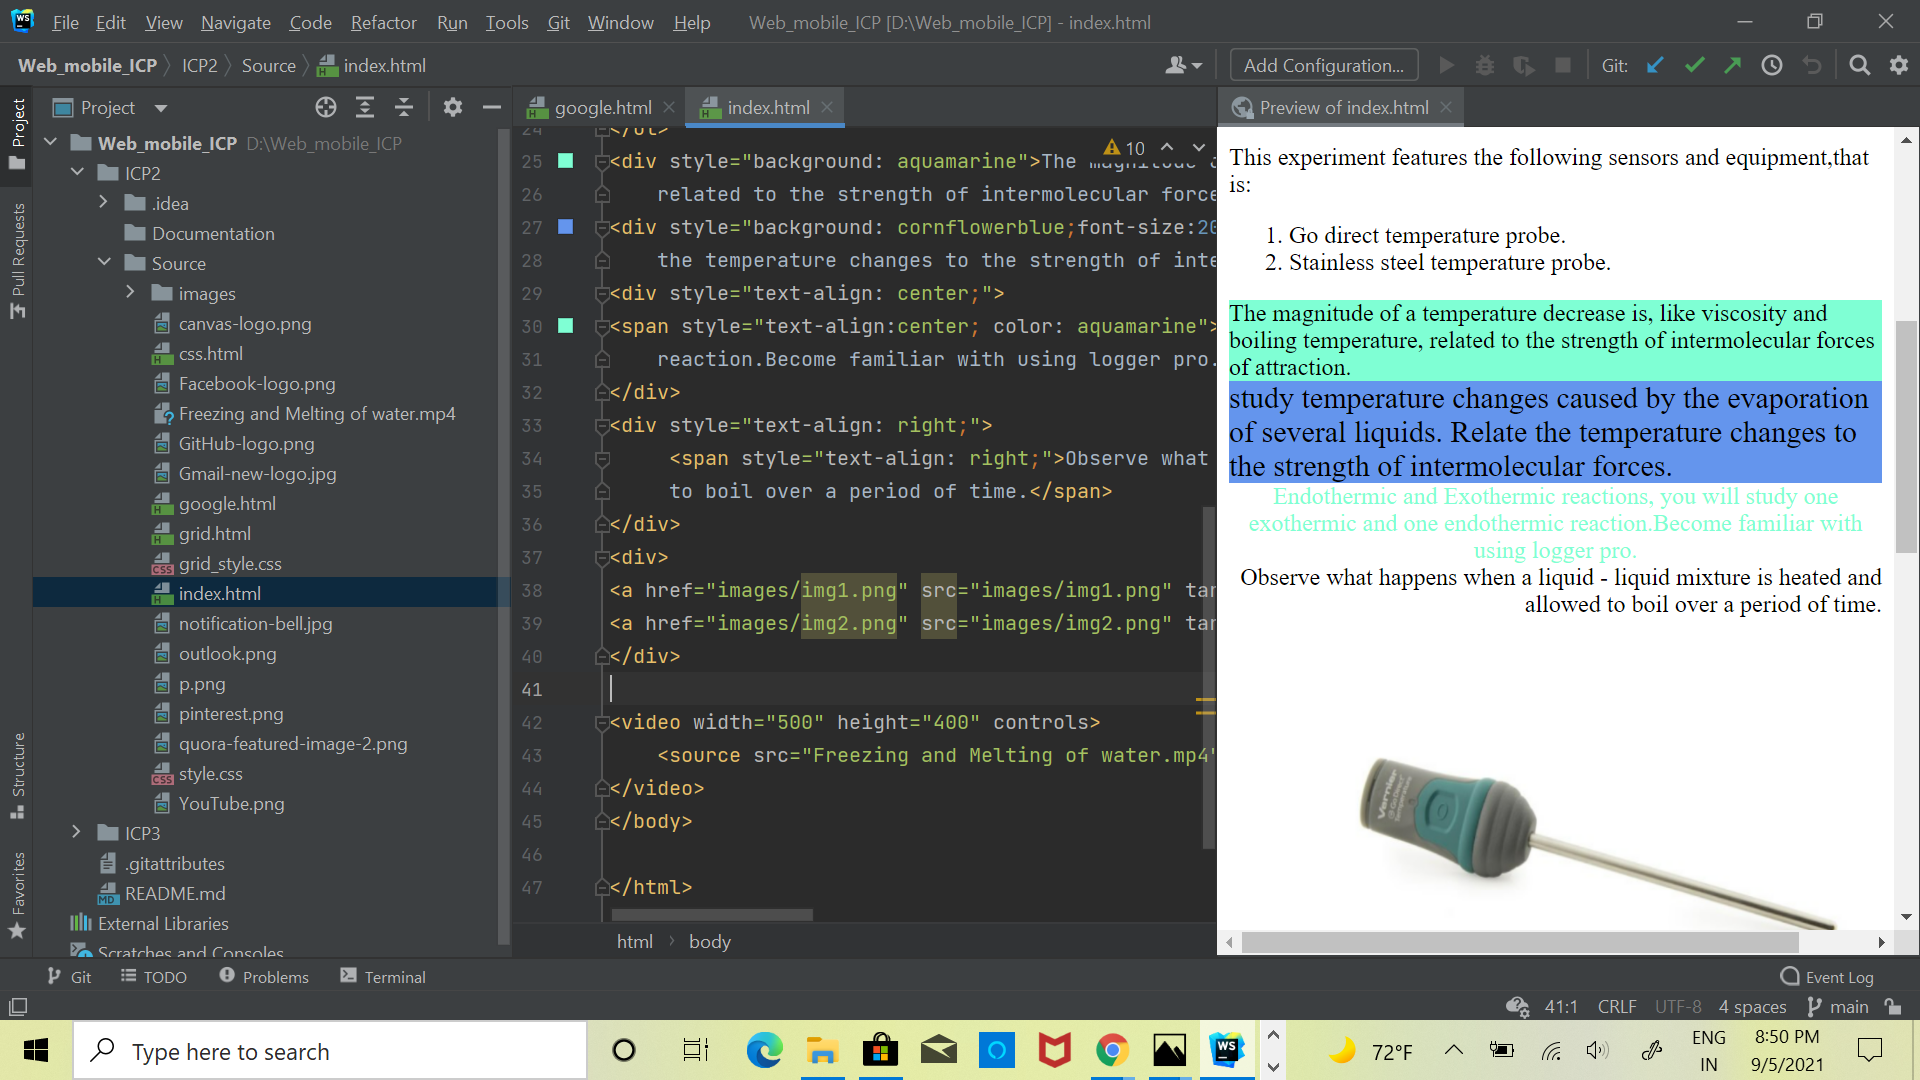 File Edit View Navigate Code Refactor Run Tools Git Window Help Web_mobile_ICP [D:\Web_mobile_ICP] - index.html
Web_mobile_ICP ICP2 Source index.html Add Configuration... Git:
Project
google.html
index.html
Preview of index.html
Project
Pull Requests
Structure
Favorites
Web_mobile_ICP D:\Web_mobile_ICP
ICP2
.idea
Documentation
Source
images
canvas-logo.png
css.html
Facebook-logo.png
Freezing and Melting of water.mp4
GitHub-logo.png
Gmail-new-logo.jpg
google.html
grid.html
grid_style.css
index.html
notification-bell.jpg
outlook.png
p.png
pinterest.png
quora-featured-image-2.png
style.css
YouTube.png
ICP3
.gitattributes
README.md
External Libraries
Scratches and Consoles
10
24 </ol>
25 <div style="background: aquamarine">The magnitude
26 related to the strength of intermolecular force
27 <div style="background: cornflowerblue;font-size:20
28 the temperature changes to the strength of inte
29 <div style="text-align: center;">
30 <span style="text-align:center; color: aquamarine">
31 reaction.Become familiar with using logger pro.
32 </div>
33 <div style="text-align: right;">
34 <span style="text-align: right;">Observe what
35 to boil over a period of time.</span>
36 </div>
37 <div>
38 <a href="images/img1.png" src="images/img1.png" tar
39 <a href="images/img2.png" src="images/img2.png" tar
40 </div>
41
42 <video width="500" height="400" controls>
43 <source src="Freezing and Melting of water.mp4"
44 </video>
45 </body>
46
47 </html>
html body
This experiment features the following sensors and equipment,that
is:
1. Go direct temperature probe.
2. Stainless steel temperature probe.
The magnitude of a temperature decrease is, like viscosity and
boiling temperature, related to the strength of intermolecular forces
of attraction.
study temperature changes caused by the evaporation
of several liquids. Relate the temperature changes to
the strength of intermolecular forces.
Endothermic and Exothermic reactions, you will study one
exothermic and one endothermic reaction.Become familiar with
using logger pro.
Observe what happens when a liquid - liquid mixture is heated and
allowed to boil over a period of time.
Vernier
Go Direct
Temperature
Git TODO Problems Terminal Event Log
41:1 CRLF UTF-8 4 spaces main
Type here to search
WS
72°F
ENG
IN
8:50 PM
9/5/2021